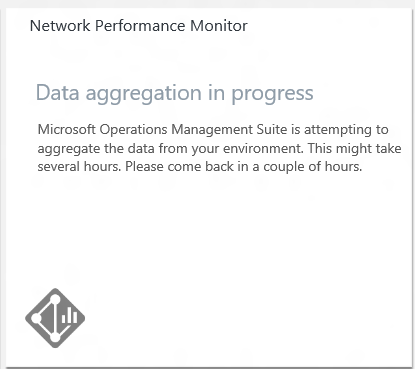 Network Performance Monitor
Data aggregation in progress
Microsoft Operations Management Suite is attempting to
aggregate the data from your environment. This might take
several hours. Please come back in a couple of hours.